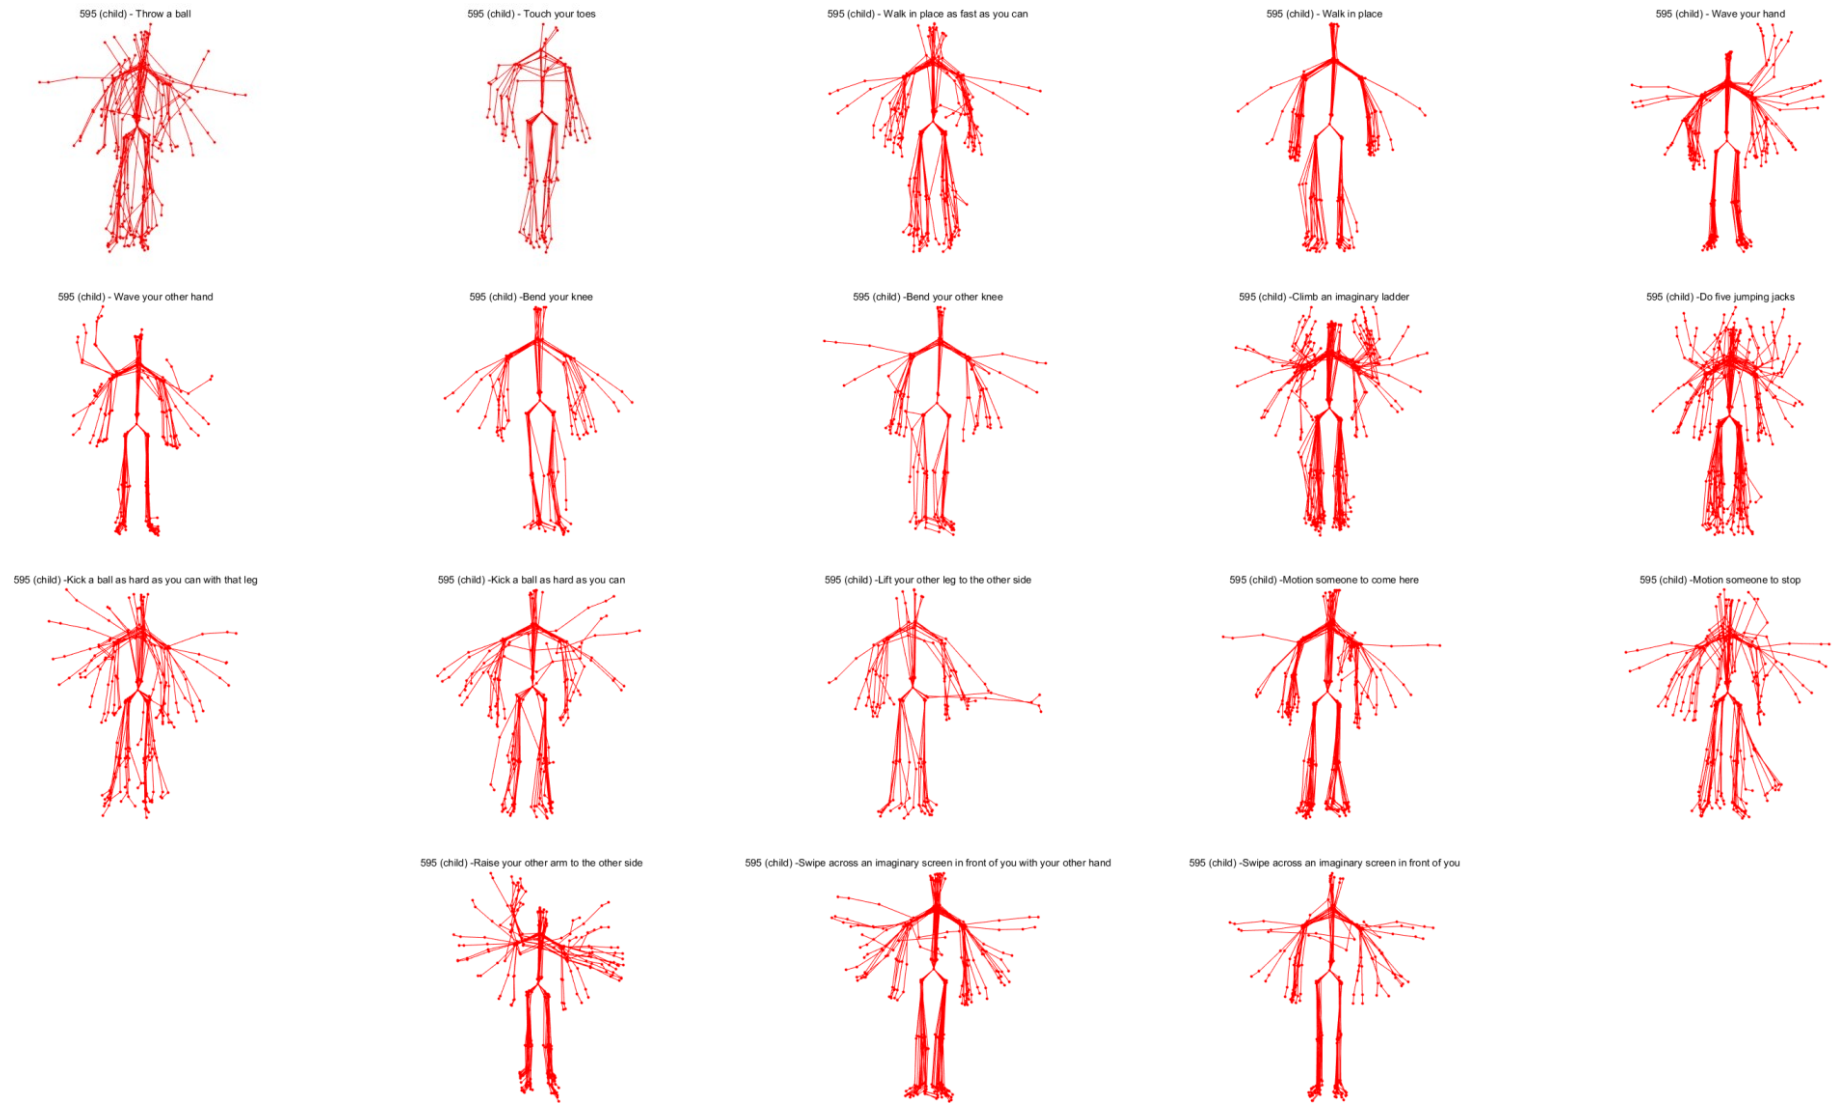 595 (child) - Throw a ball
595 (child) - Touch your toes
595 (child) - Walk in place as fast as you can
595 (child) - Walk in place
595 (child) - Wave your hand
595 (child) - Wave your other hand
595 (child) -Bend your knee
595 (child) -Bend your other knee
595 (child) -Climb an imaginary ladder
595 (child) -Do five jumping jacks
595 (child) -Kick a ball as hard as you can with that leg
595 (child) -Kick a ball as hard as you can
595 (child) -Lift your other leg to the other side
595 (child) -Motion someone to come here
595 (child) -Motion someone to stop
595 (child) -Raise your other arm to the other side
595 (child) -Swipe across an imaginary screen in front of you with your other hand
595 (child) -Swipe across an imaginary screen in front of you